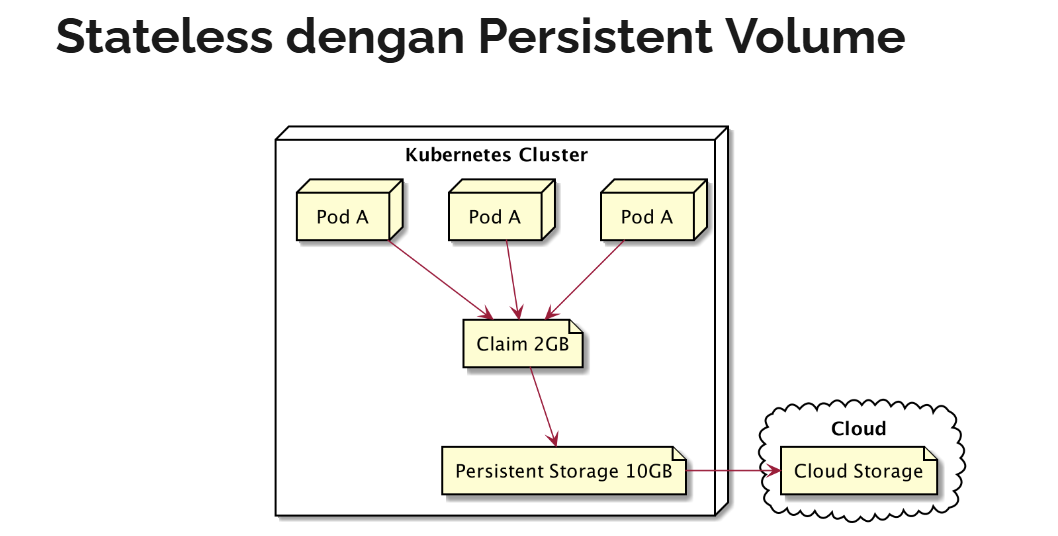 Stateless dengan Persistent Volume
Kubernetes Cluster
Pod A
Pod A
Pod A
Claim 2GB
Cloud
Persistent Storage 10GB
Cloud Storage